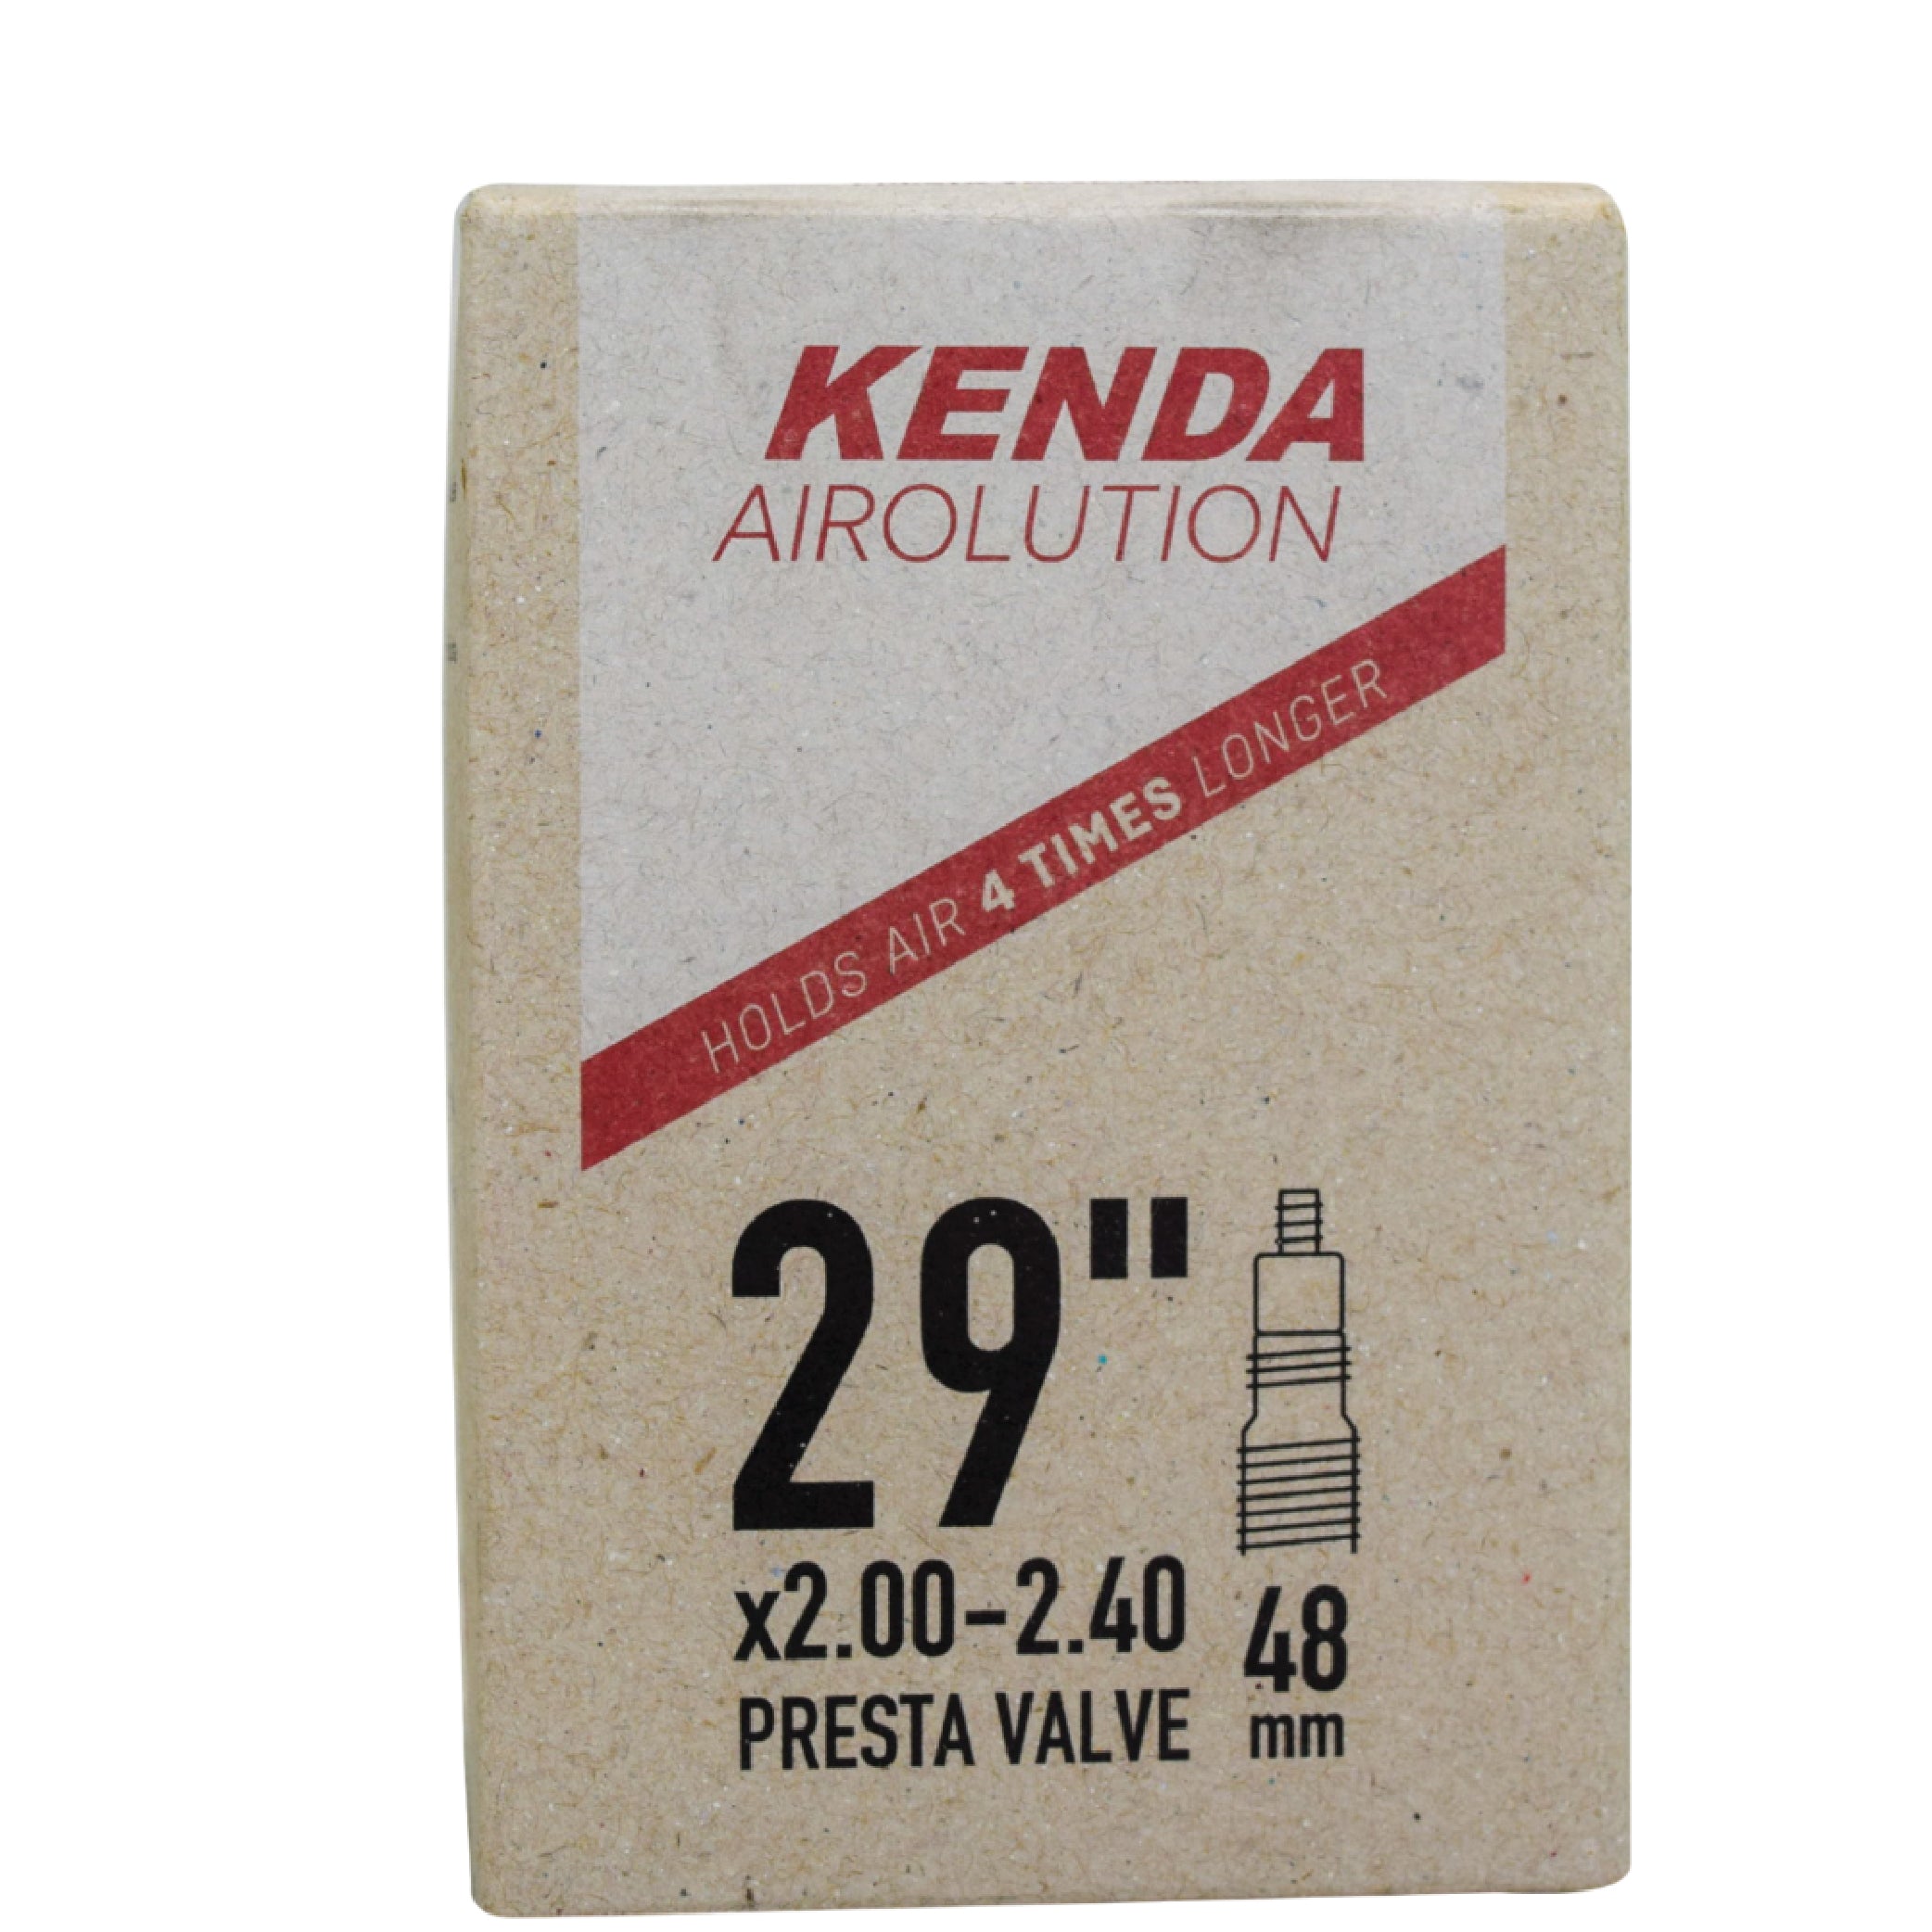 KENDA
AIROLUTION
HOLDS AIR 4 TIMES LONGER
29"
x2.00-2.40
PRESTA VALVE
48
mm